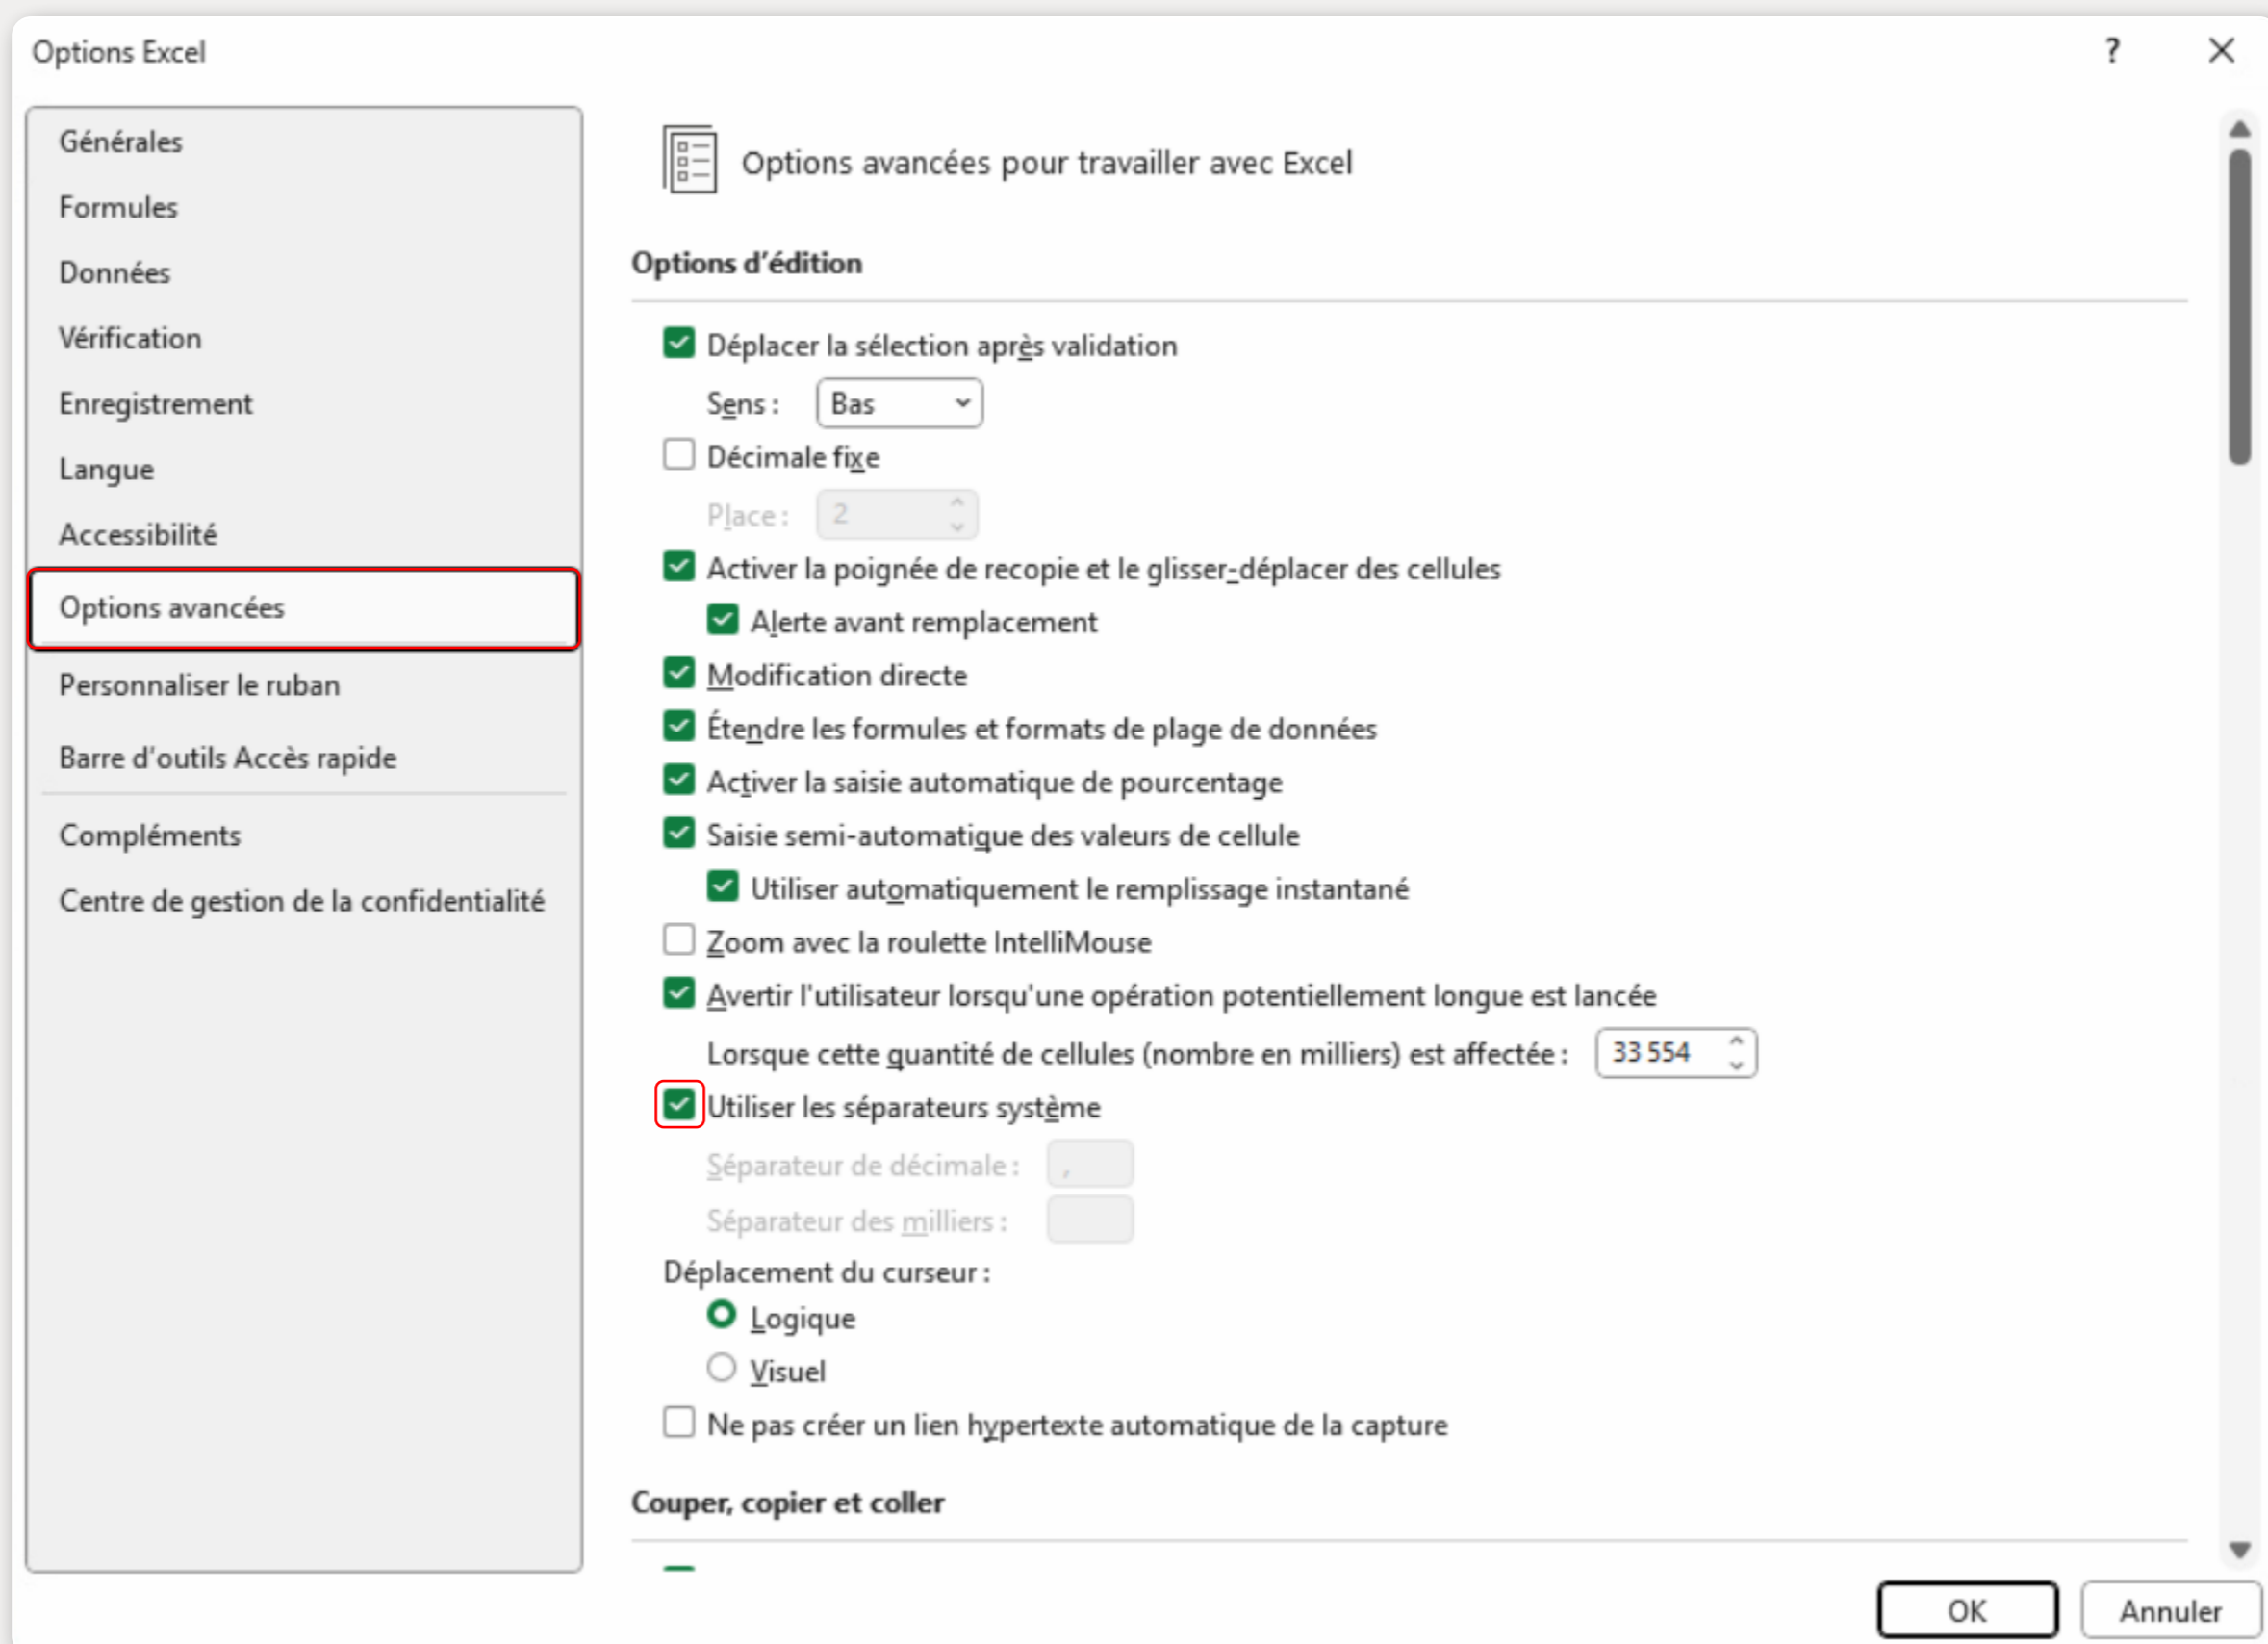 Options Excel
?
Générales
Formules
Données
Vérification
Enregistrement
Langue
Accessibilité
Options avancées
Personnaliser le ruban
Barre d'outils Accès rapide
Compléments
Centre de gestion de la confidentialité
Options avancées pour travailler avec Excel
Options d’édition
Déplacer la sélection après validation
Sens : Bas
Décimale fixe
Place : 2
Activer la poignée de recopie et le glisser-déplacer des cellules
Alerte avant remplacement
Modification directe
Étendre les formules et formats de plage de données
Activer la saisie automatique de pourcentage
Saisie semi-automatique des valeurs de cellule
Utiliser automatiquement le remplissage instantané
Zoom avec la roulette IntelliMouse
Avertir l'utilisateur lorsqu'une opération potentiellement longue est lancée
Lorsque cette quantité de cellules (nombre en milliers) est affectée : 33 554
Utiliser les séparateurs système
Séparateur de décimale : ,
Séparateur des milliers :
Déplacement du curseur :
Logique
Visuel
Ne pas créer un lien hypertexte automatique de la capture
Couper, copier et coller
OK Annuler